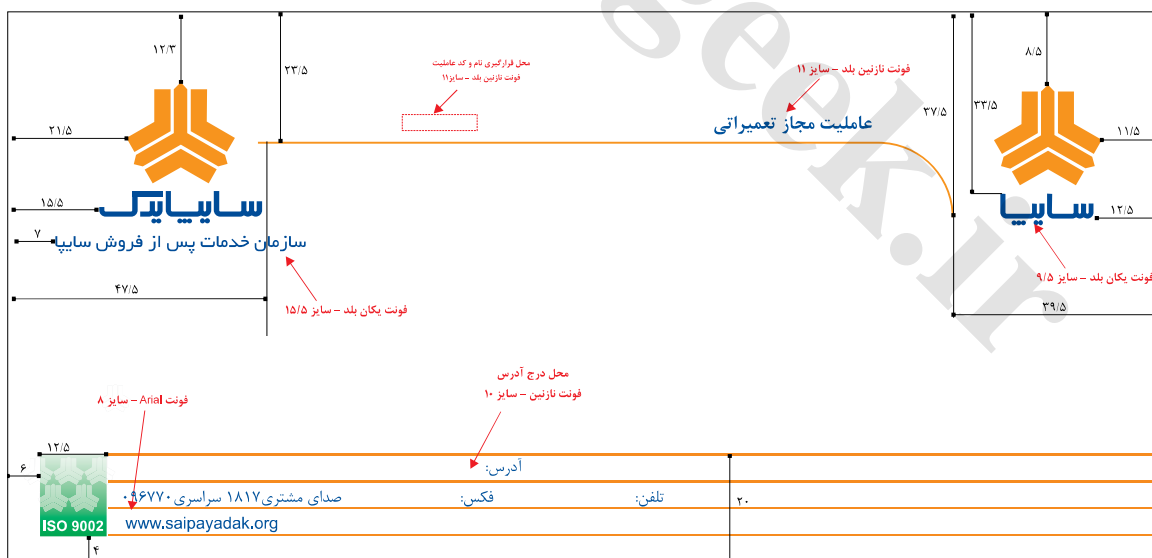 ۱۲/۳
۲۳/۵
محل قرارگیری نام و کد عاملیت
فونت نازنین بلد – سایز۱۱
فونت نازنین بلد – سایز ۱۱
عاملیت مجاز تعمیراتی
۳۷/۵
۳۳/۵
۸/۵
۱۱/۵
۲۱/۵
سایپا
۱۲/۵
فونت یکان بلد – سایز ۹/۵
۳۹/۵
سایپایدک
۱۵/۵
سازمان خدمات پس از فروش سایپا
۷
۴۷/۵
فونت یکان بلد – سایز ۱۵/۵
محل درج آدرس
فونت نازنین – سایز ۱۰
فونت Arial – سایز ۸
۱۲/۵
۶
آدرس:
تلفن:
فکس:
صدای مشتری۱۸۱۷ سراسری۰۹۶۷۷۰
۲۰
ISO 9002
www.saipayadak.org
۴
geek.ir